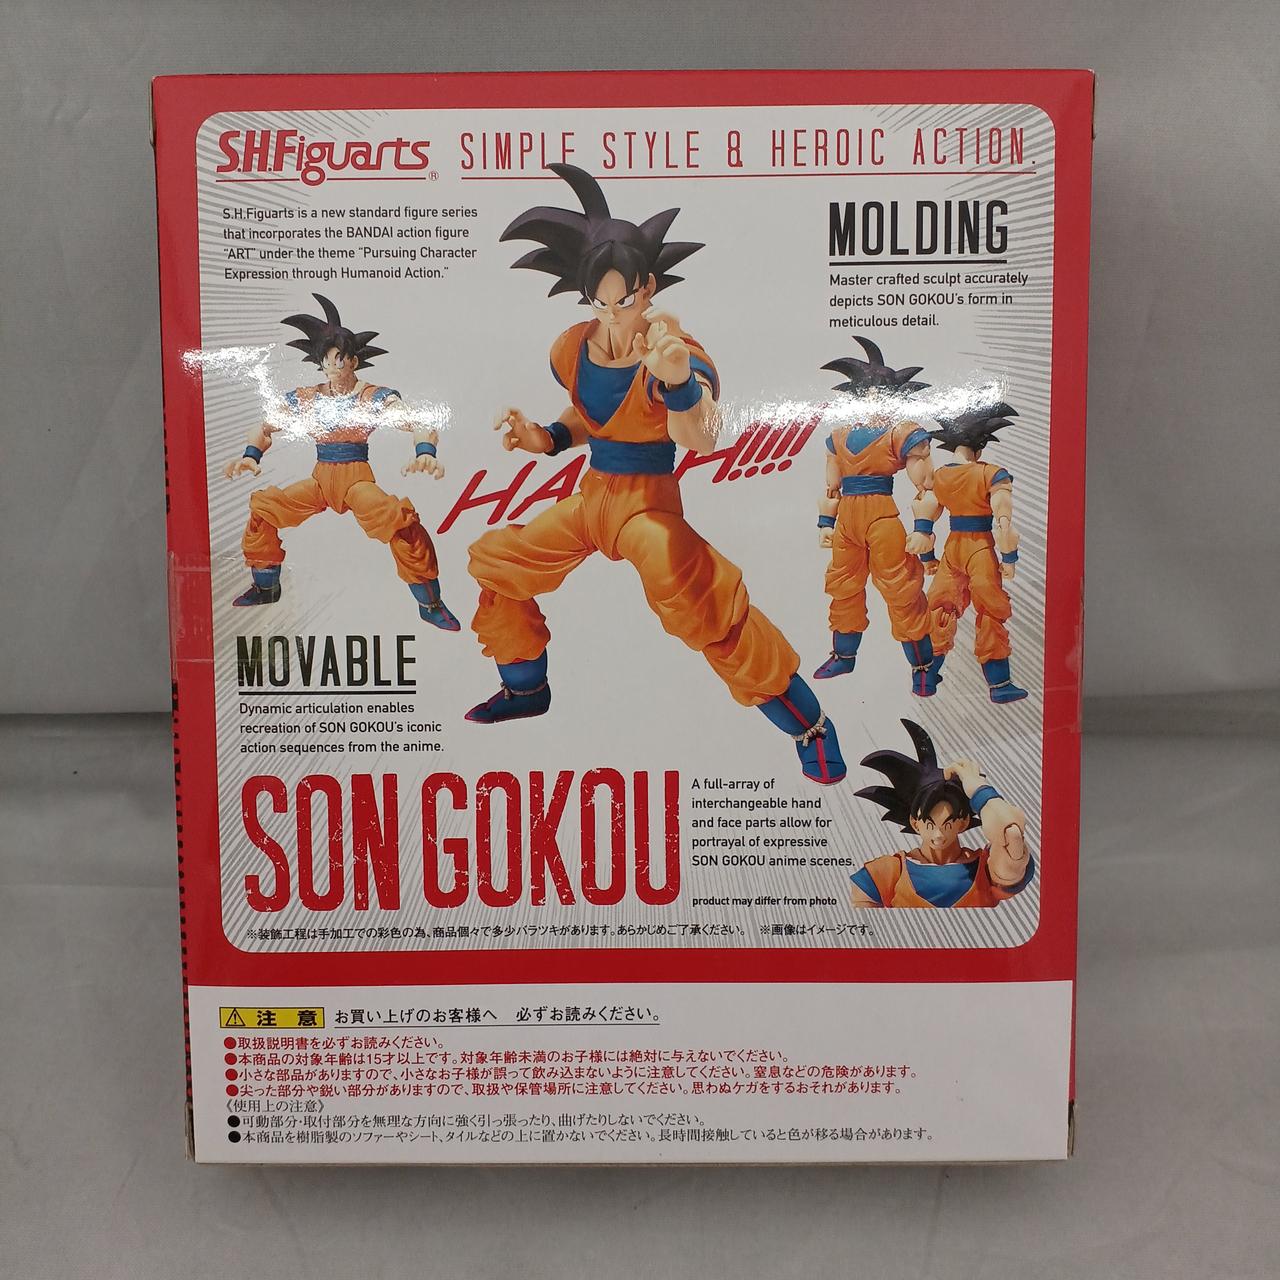 S.H.Figuarts® SIMPLE STYLE & HEROIC ACTION.
S.H.Figuarts is a new standard figure series
that incorporates the BANDAI action figure
"ART" under the theme "Pursuing Character
Expression through Humanoid Action."
MOLDING
Master crafted sculpt accurately
depicts SON GOKOU's form in
meticulous detail.
HA H!!!!
MOVABLE
Dynamic articulation enables
recreation of SON GOKOU's iconic
action sequences from the anime.
SON GOKOU
A full-array of
interchangeable hand
and face parts allow for
portrayal of expressive
SON GOKOU anime scenes.
product may differ from photo
※装飾工程は手加工での彩色の為、商品個々で多少バラツキがあります。あらかじめご了承ください。 ※画像はイメージです。
注意 お買い上げのお客様へ 必ずお読みください。
●取扱説明書を必ずお読みください。
●本商品の対象年齢は15才以上です。対象年齢未満のお子様には絶対に与えないでください。
●小さな部品がありますので、小さなお子様が誤って飲み込まないように注意してください。窒息などの危険があります。
●尖った部分や鋭い部分がありますので、取扱や保管場所に注意してください。思わぬケガをするおそれがあります。
《使用上の注意》
●可動部分・取付部分を無理な方向に強く引っ張ったり、曲げたりしないでください。
●本商品を樹脂製のソファーやシート、タイルなどの上に置かないでください。長時間接触していると色が移る場合があります。